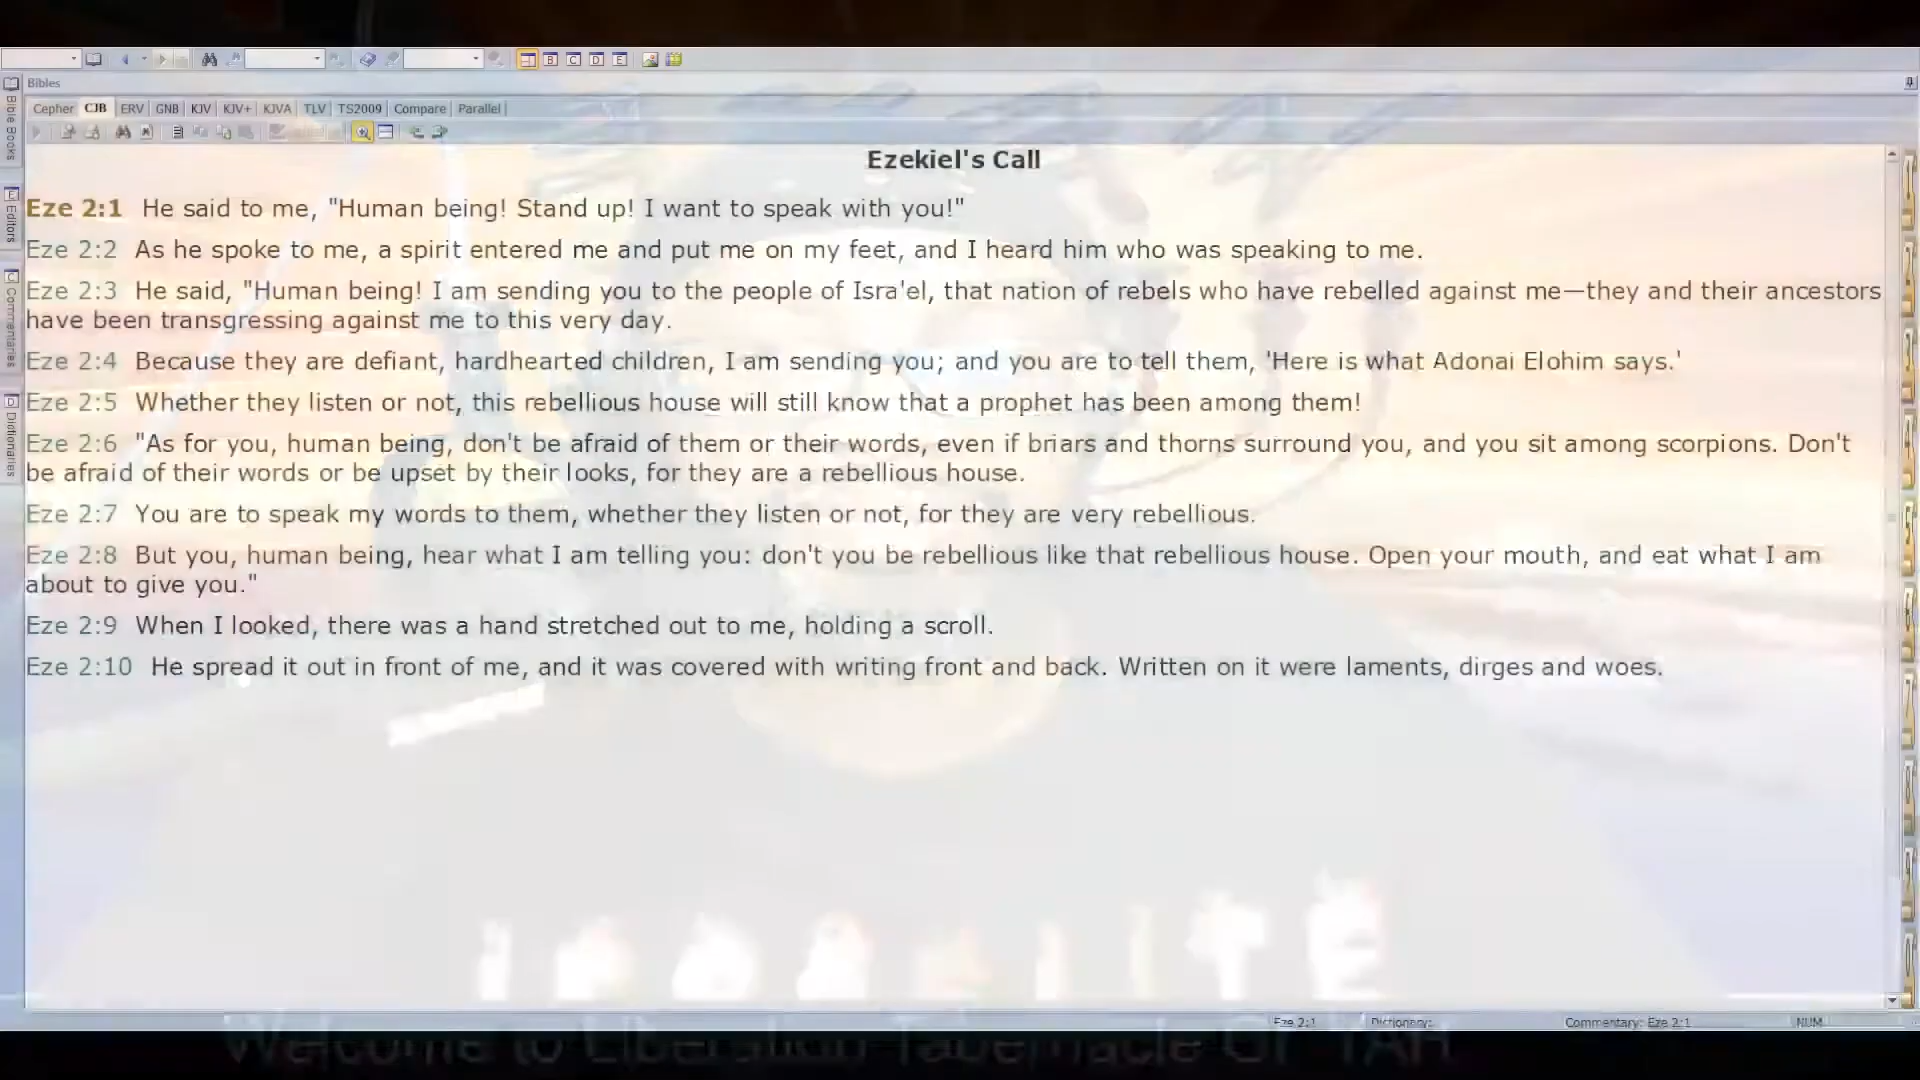 Bibles
Cepher CJB ERV GNB KJV KJV+ KJVA TLV TS2009 Compare Parallel
B C D E
Bible Books
Editors
Commentaries
Dictionaries
Ezekiel's Call
Eze 2:1 He said to me, "Human being! Stand up! I want to speak with you!"
Eze 2:2 As he spoke to me, a spirit entered me and put me on my feet, and I heard him who was speaking to me.
Eze 2:3 He said, "Human being! I am sending you to the people of Isra'el, that nation of rebels who have rebelled against me—they and their ancestors
have been transgressing against me to this very day.
Eze 2:4 Because they are defiant, hardhearted children, I am sending you; and you are to tell them, 'Here is what Adonai Elohim says.'
Eze 2:5 Whether they listen or not, this rebellious house will still know that a prophet has been among them!
Eze 2:6 "As for you, human being, don't be afraid of them or their words, even if briars and thorns surround you, and you sit among scorpions. Don't
be afraid of their words or be upset by their looks, for they are a rebellious house.
Eze 2:7 You are to speak my words to them, whether they listen or not, for they are very rebellious.
Eze 2:8 But you, human being, hear what I am telling you: don't you be rebellious like that rebellious house. Open your mouth, and eat what I am
about to give you."
Eze 2:9 When I looked, there was a hand stretched out to me, holding a scroll.
Eze 2:10 He spread it out in front of me, and it was covered with writing front and back. Written on it were laments, dirges and woes.
Eze 2:1 Dictionary: Commentary: Eze 2:1 NUM
Welcome to Liberation Tabernacle Of YAH